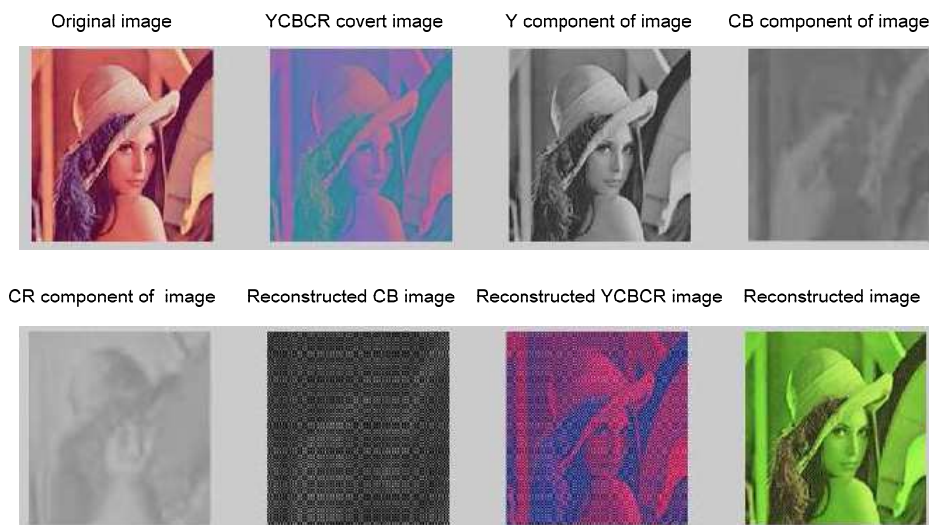 Original image
YCBCR covert image
Y component of image
CB component of image
CR component of  image
Reconstructed CB image
Reconstructed YCBCR image
Reconstructed image